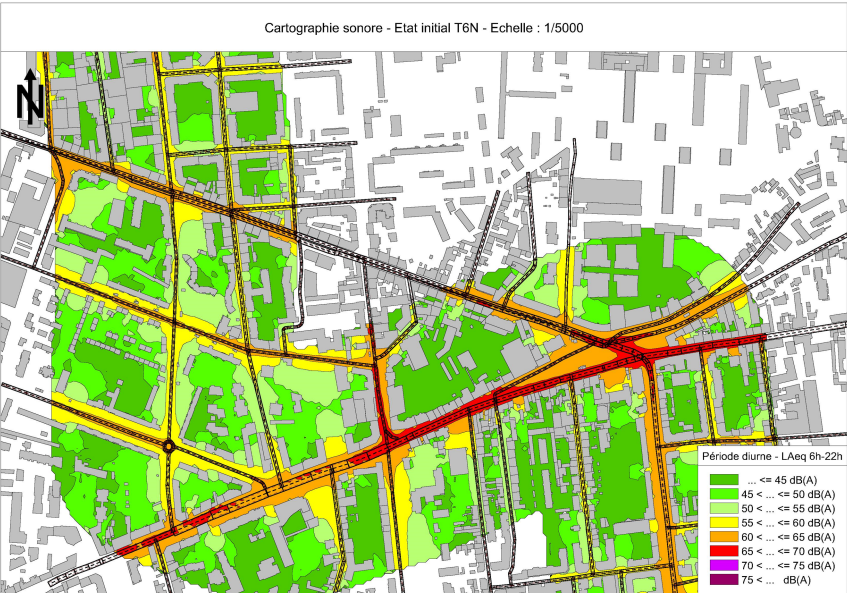 Cartographie sonore - Etat initial T6N - Echelle : 1/5000
N
Période diurne - LAeq 6h-22h
... <= 45 dB(A)
45 < ... <= 50 dB(A)
50 < ... <= 55 dB(A)
55 < ... <= 60 dB(A)
60 < ... <= 65 dB(A)
65 < ... <= 70 dB(A)
70 < ... <= 75 dB(A)
75 < ... dB(A)